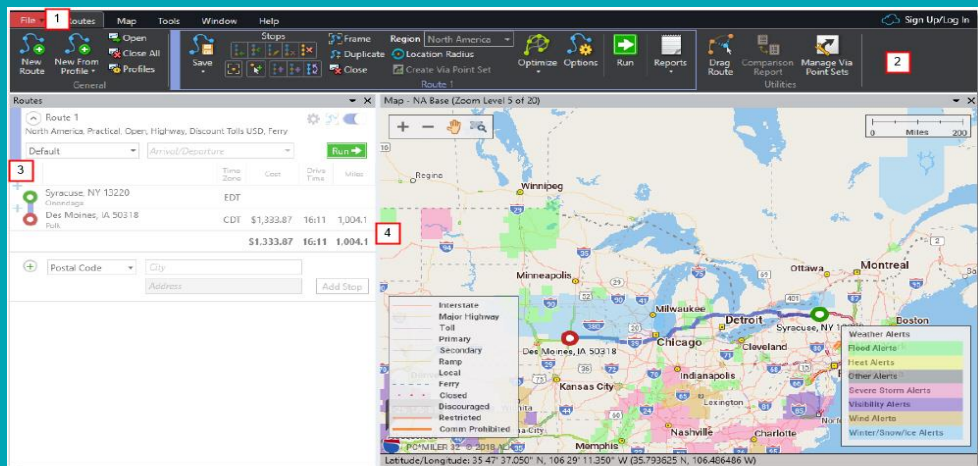 File 1 Routes Map Tools Window Help Sign Up/Log In
New Route
New From Profile
Open
Close All
Profiles
General
Save
Stops
Frame
Duplicate
Close
Region North America
Location Radius
Create Via Point Set
Route 1
Optimize
Options
Run
Reports
Drag Route
Comparison Report
Manage Via Point Sets
Utilities
2
Routes
Route 1
North America, Practical, Open, Highway, Discount Tolls USD, Ferry
Default Arrival/Departure Run
3
Time Zone Cost Drive Time Miles
Syracuse, NY 13220 EDT
Onondaga
Des Moines, IA 50318 CDT $1,333.87 16:11 1,004.1
Polk
$1,333.87 16:11 1,004.1
Postal Code City
Address Add Stop
Map - NA Base (Zoom Level 5 of 20)
0 Miles 200
4
Regina
Winnipeg
Minneapolis
Ottawa
Montreal
Milwaukee
Detroit
Syracuse, NY
Boston
Des Moines, IA 50318
Chicago
Cleveland
Indianapolis
Kansas City
Lexington
Nashville
Charlotte
Memphis
Interstate
Major Highway
Toll
Primary
Secondary
Ramp
Local
Ferry
Closed
Discouraged
Restricted
Comm Prohibited
Weather Alerts
Flood Alerts
Heat Alerts
Other Alerts
Severe Storm Alerts
Visibility Alerts
Wind Alerts
Winter/Snow/Ice Alerts
PC*MILER 32 © 2018 ALK
Latitude/Longitude: 35 47' 37.050" N, 106 29' 11.350" W (35.793625 N, 106.486486 W)